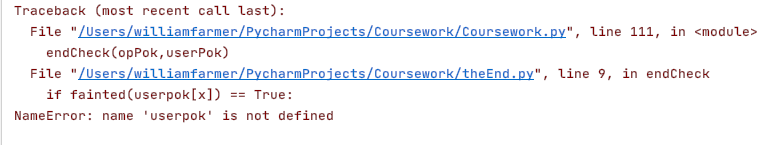 Traceback (most recent call last):
  File "/Users/williamfarmer/PycharmProjects/Coursework/Coursework.py", line 111, in <module>
    endCheck(opPok,userPok)
  File "/Users/williamfarmer/PycharmProjects/Coursework/theEnd.py", line 9, in endCheck
    if fainted(userpok[x]) == True:
NameError: name 'userpok' is not defined